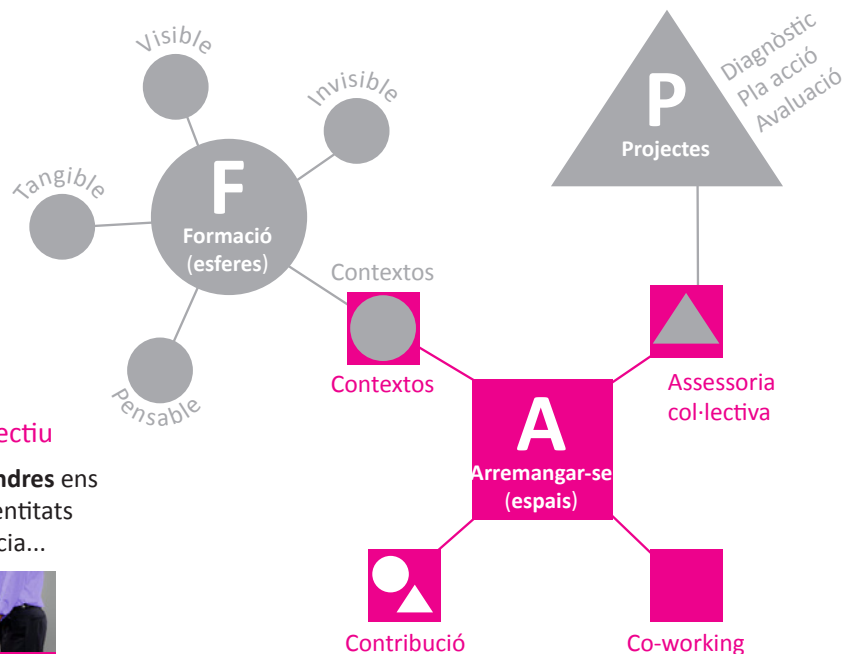 Visible
Invisible
Tangible
Pensable
F
Formació
(esferes)
P
Projectes
Diagnòstic
Pla acció
Avaluació
Contextos
Contextos
Assessoria
col·lectiva
A
Arremangar-se
(espais)
Contribució
Co-working
ectiu
ndres ens
entitats
cia...